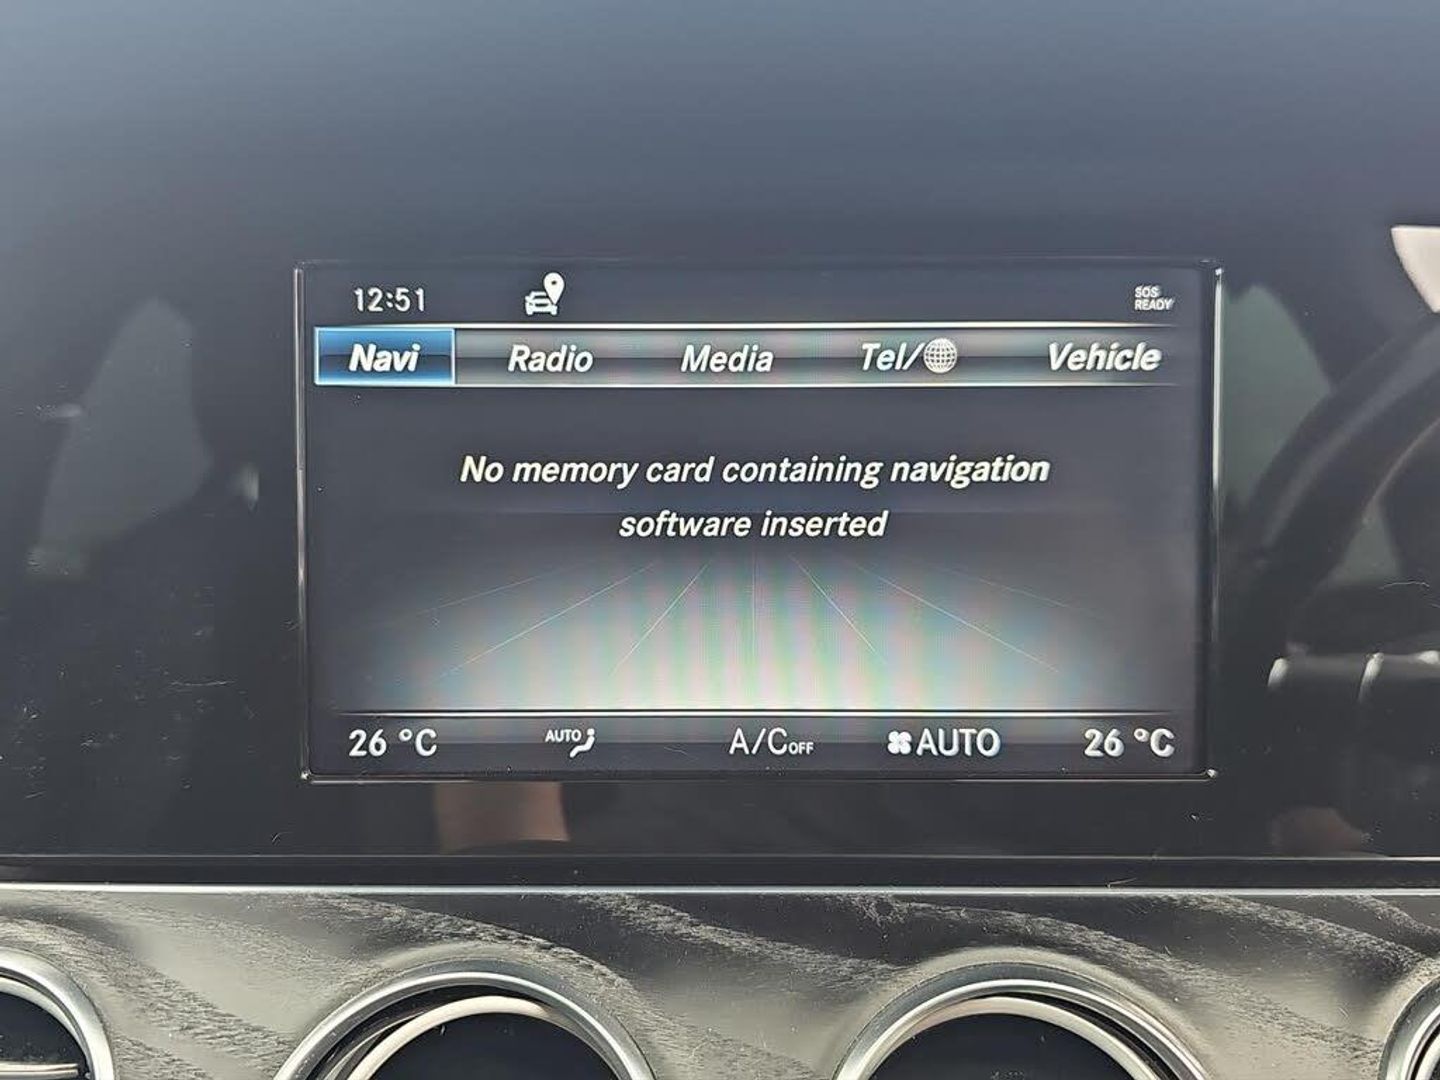 12:51
SOS
READY
Navi Radio Media Tel/ Vehicle
No memory card containing navigation
software inserted
26 °C AUTO A/C OFF AUTO 26 °C